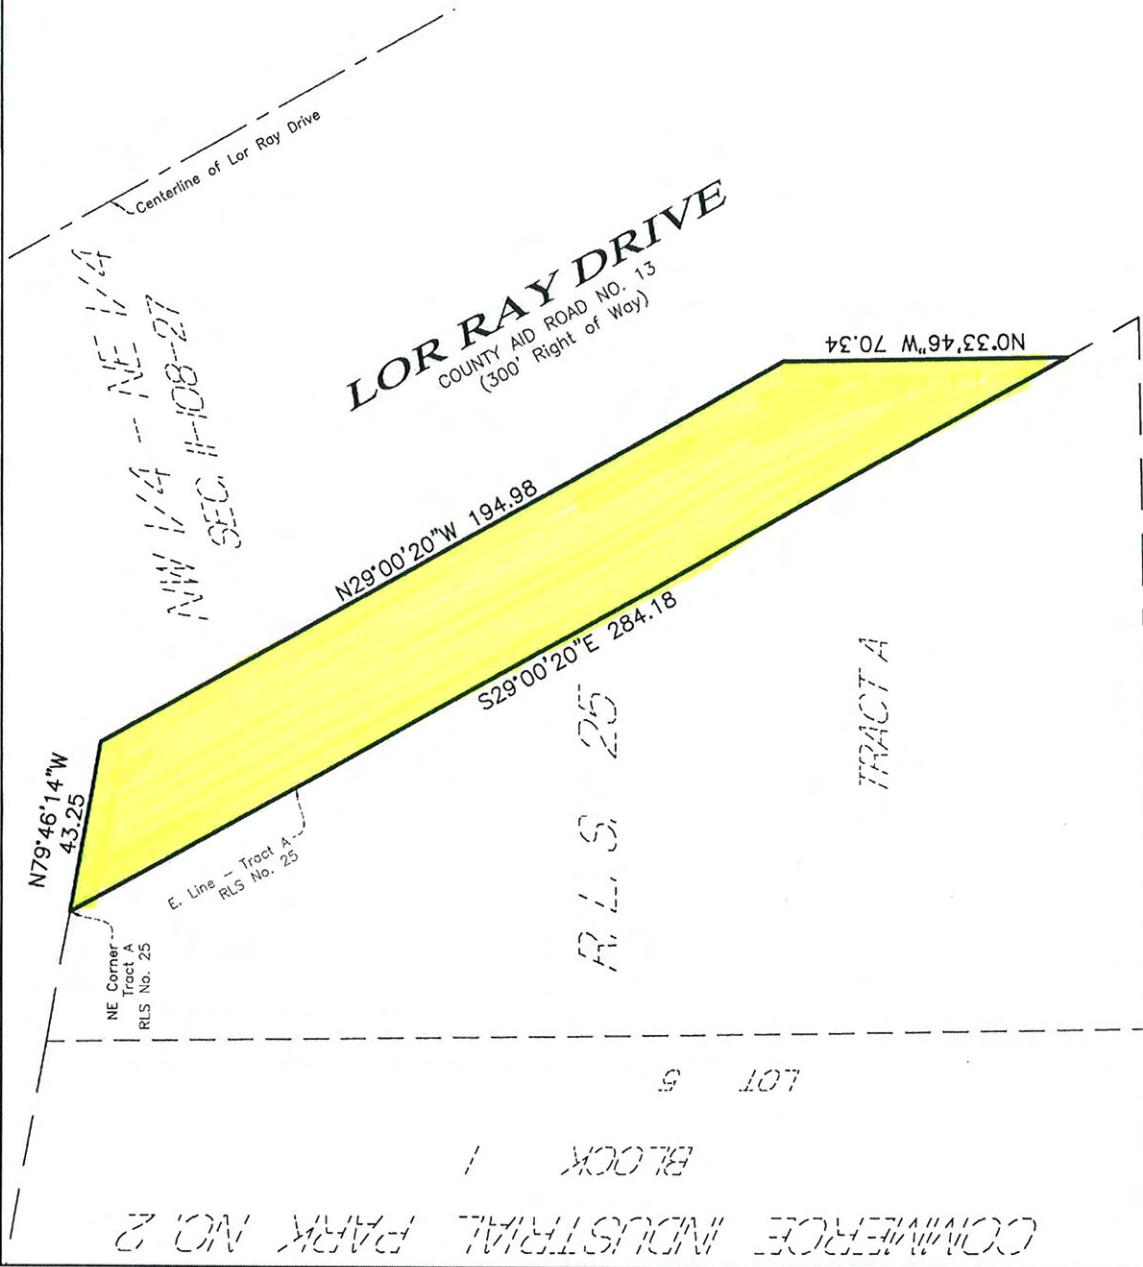 Centerline of Lor Ray Drive
NW 1/4 - NE 1/4
SEC. 11-108-27
LOR RAY DRIVE
COUNTY AID ROAD NO. 13
(300' Right of Way)
N0°33'46"W 70.34
N29°00'20"W 194.98
S29°00'20"E 284.18
N79°46'14"W
43.25
E. Line - Tract A
RLS No. 25
NE Corner
Tract A
RLS No. 25
R. L. S. 25
TRACT A
LOT
BLOCK 1
COMMERCE INDUSTRIAL PARK NO. 2